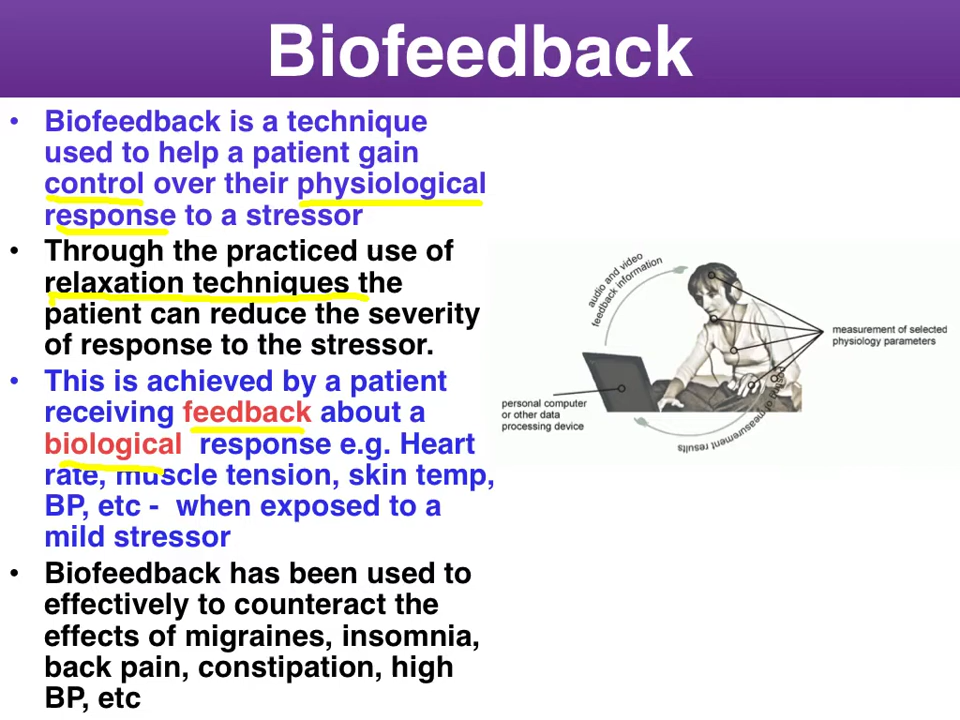 Biofeedback
• Biofeedback is a technique
used to help a patient gain
control over their physiological
response to a stressor
• Through the practiced use of
relaxation techniques the
patient can reduce the severity
of response to the stressor.
• This is achieved by a patient
receiving feedback about a
biological response e.g. Heart
rate, muscle tension, skin temp,
BP, etc - when exposed to a
mild stressor
• Biofeedback has been used to
effectively to counteract the
effects of migraines, insomnia,
back pain, constipation, high
BP, etc
audio and video
feedback information
measurement of selected
physiology parameters
personal computer
or other data
processing device
of measurement results